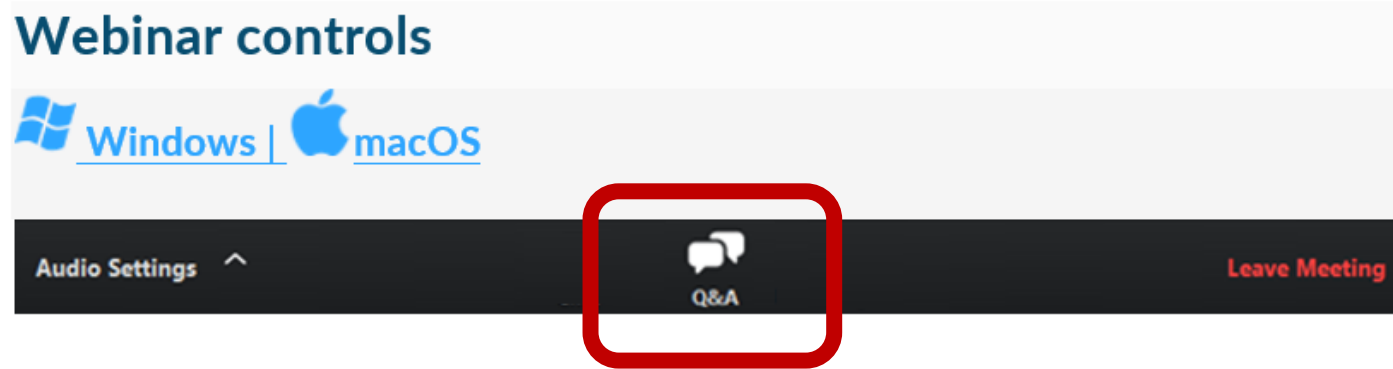 Webinar controls
Windows | macOS
Audio Settings
Q&A
Leave Meeting